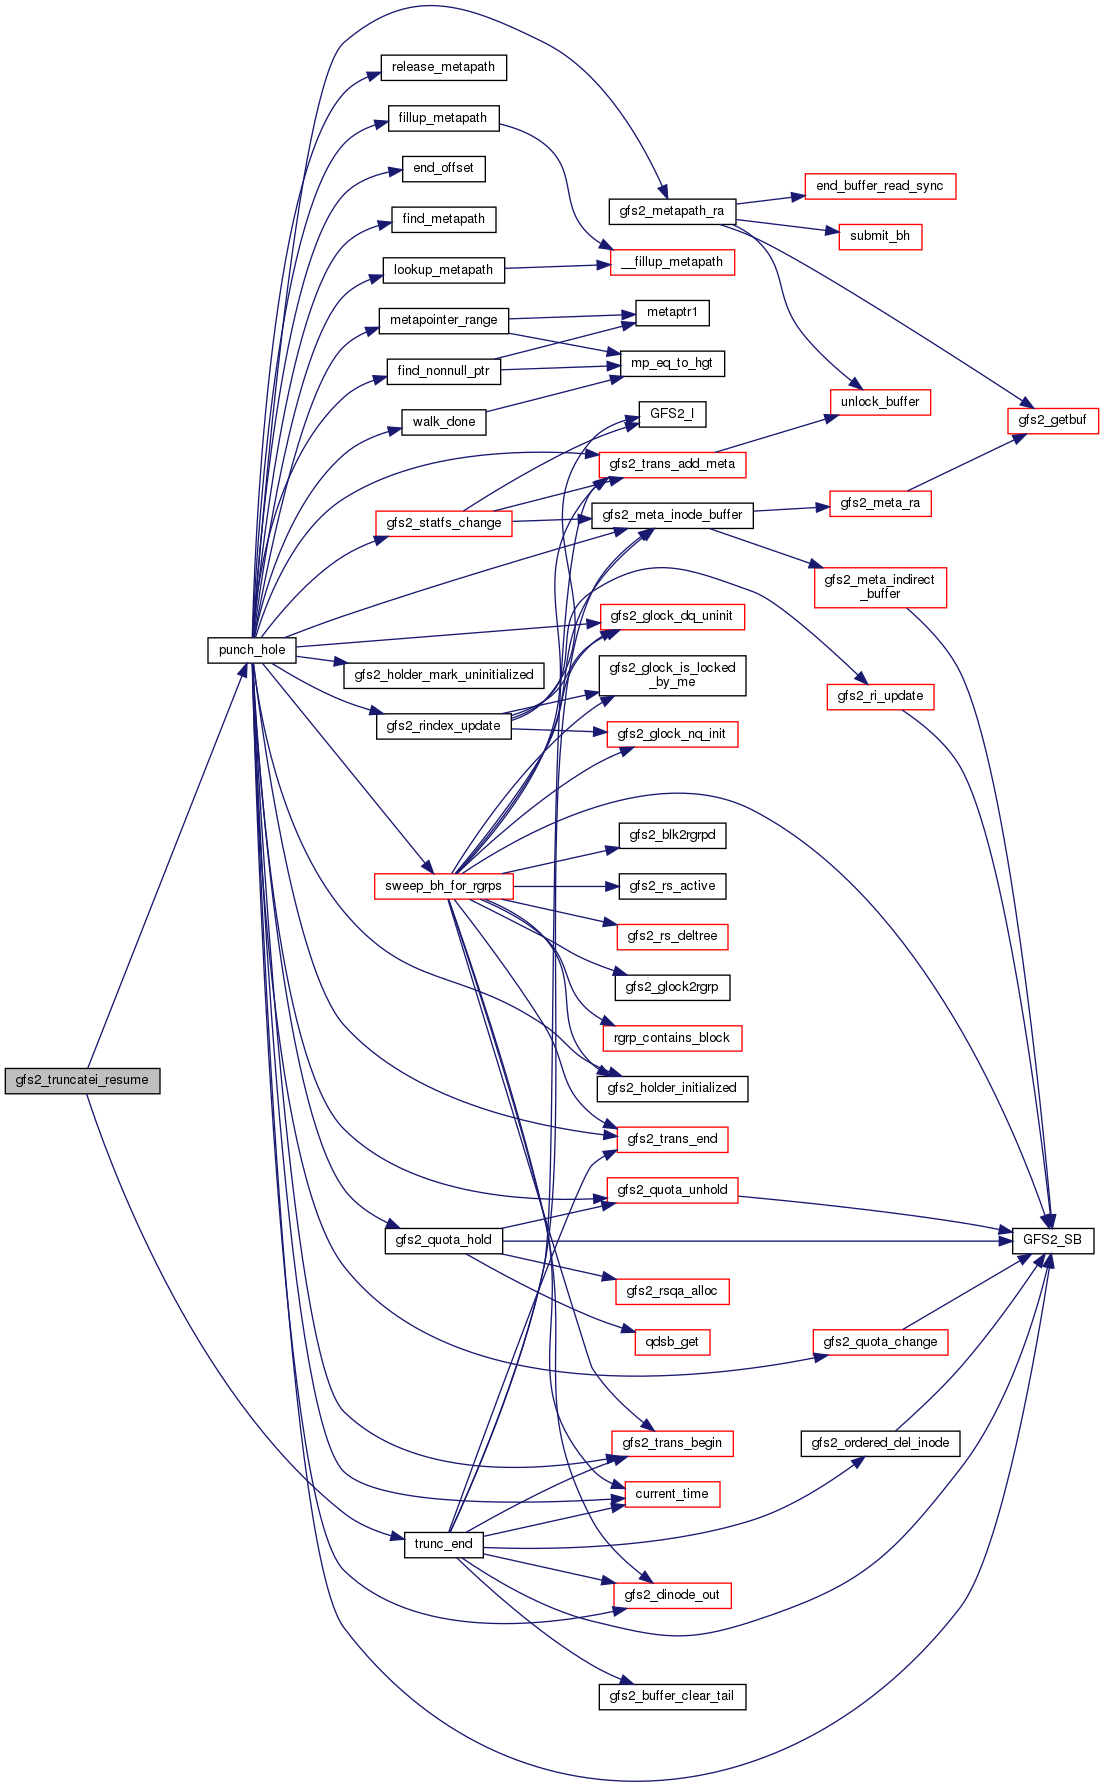 release_metapath
fillup_metapath
end_offset
end_buffer_read_sync
gfs2_metapath_ra
find_metapath
submit_bh
lookup_metapath
__fillup_metapath
metapointer_range
metaptr1
find_nonnull_ptr
mp_eq_to_hgt
unlock_buffer
gfs2_getbuf
walk_done
GFS2_I
gfs2_trans_add_meta
gfs2_meta_ra
gfs2_statfs_change
gfs2_meta_inode_buffer
gfs2_meta_indirect
_buffer
gfs2_glock_dq_uninit
punch_hole
gfs2_holder_mark_uninitialized
gfs2_glock_is_locked
_by_me
gfs2_ri_update
gfs2_rindex_update
gfs2_glock_nq_init
gfs2_blk2rgrpd
sweep_bh_for_rgrps
gfs2_rs_active
gfs2_rs_deltree
gfs2_glock2rgrp
rgrp_contains_block
gfs2_truncatei_resume
gfs2_holder_initialized
gfs2_trans_end
gfs2_quota_unhold
gfs2_quota_hold
GFS2_SB
gfs2_rsqa_alloc
qdsb_get
gfs2_quota_change
gfs2_trans_begin
gfs2_ordered_del_inode
current_time
trunc_end
gfs2_dinode_out
gfs2_buffer_clear_tail